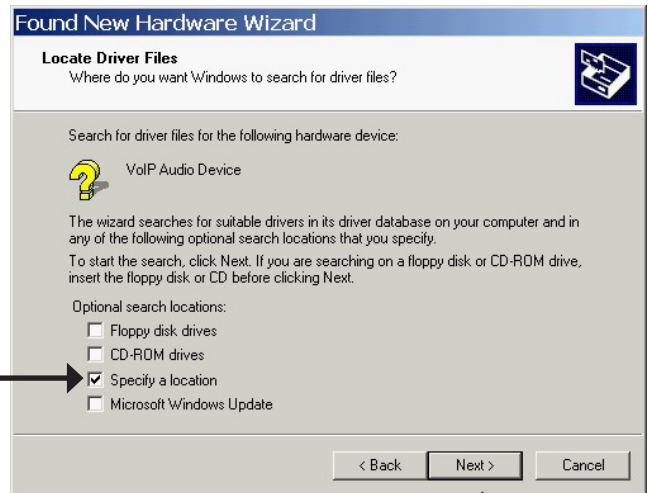 Found New Hardware Wizard
Locate Driver Files
Where do you want Windows to search for driver files?
Search for driver files for the following hardware device:
VoIP Audio Device
The wizard searches for suitable drivers in its driver database on your computer and in
any of the following optional search locations that you specify.
To start the search, click Next. If you are searching on a floppy disk or CD-ROM drive,
insert the floppy disk or CD before clicking Next.
Optional search locations:
Floppy disk drives
CD-ROM drives
Specify a location
Microsoft Windows Update
< Back Next > Cancel